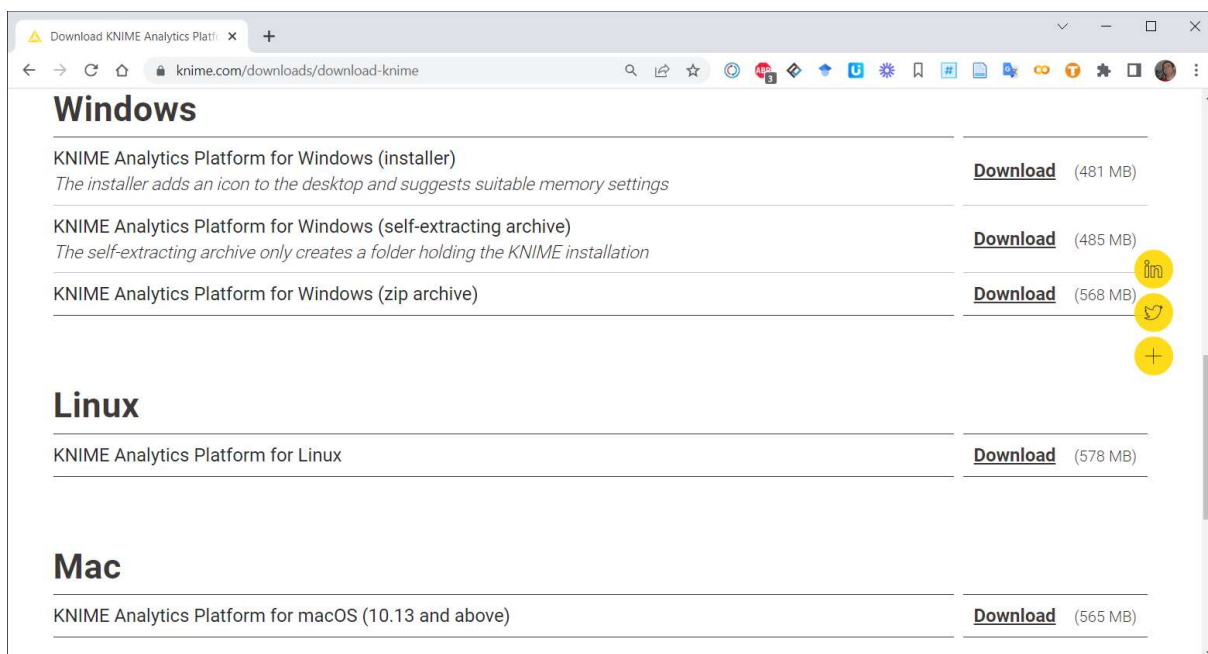 Download KNIME Analytics Platf
knime.com/downloads/download-knime
ABP
3
#
Windows
KNIME Analytics Platform for Windows (installer)
The installer adds an icon to the desktop and suggests suitable memory settings
Download (481 MB)
KNIME Analytics Platform for Windows (self-extracting archive)
The self-extracting archive only creates a folder holding the KNIME installation
Download (485 MB)
in
KNIME Analytics Platform for Windows (zip archive)
Download (568 MB)
Linux
KNIME Analytics Platform for Linux
Download (578 MB)
Mac
KNIME Analytics Platform for macOS (10.13 and above)
Download (565 MB)